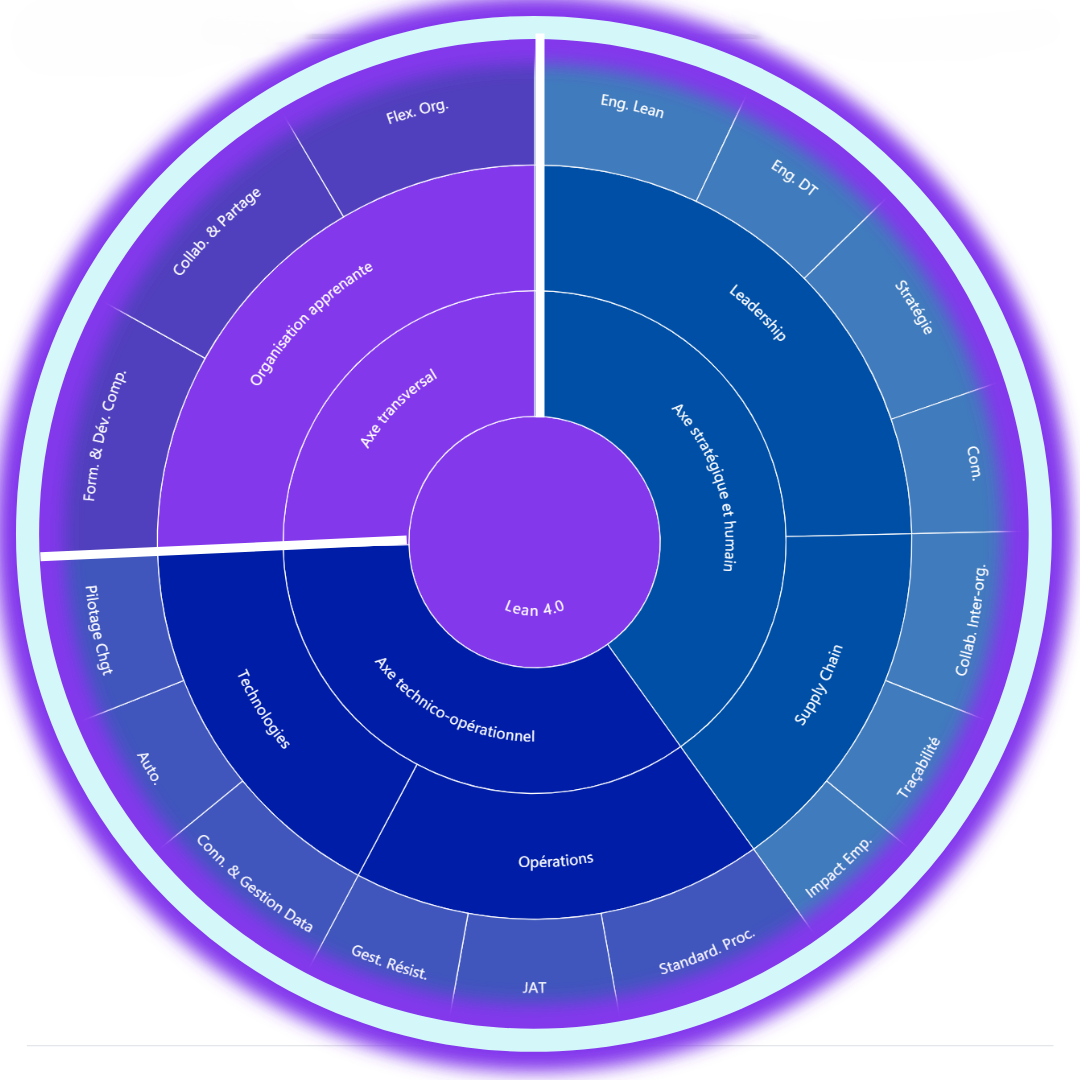 Lean 4.0
Axe stratégique et humain
Leadership
Eng. Lean
Eng. DT
Stratégie
Com.
Supply Chain
Collab. Inter-org.
Traçabilité
Impact Emp.
Axe technico-opérationnel
Opérations
Standard. Proc.
JAT
Gest. Résist.
Technologies
Conn. & Gestion Data
Auto.
Pilotage Chgt
Axe transversal
Organisation apprenante
Form. & Dév. Comp.
Collab. & Partage
Flex. Org.